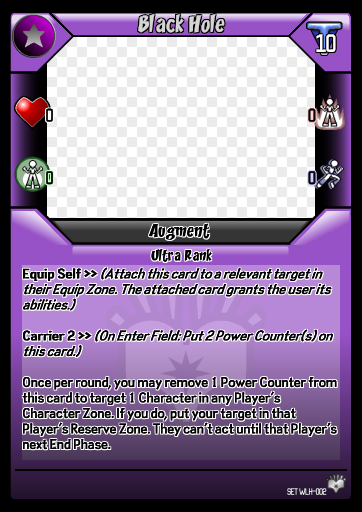 Black Hole
10
0
0
0
0
Augment
Ultra Rank
Equip Self >> (Attach this card to a relevant target in
their Equip Zone. The attached card grants the user its
abilities.)
Carrier 2 >> (On Enter Field: Put 2 Power Counter(s) on
this card.)
Once per round, you may remove 1 Power Counter from
this card to target 1 Character in any Player's
Character Zone. If you do, put your target in that
Player's Reserve Zone. They can't act until that Player's
next End Phase.
SET WLH-002